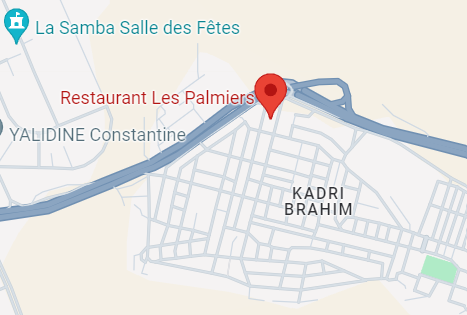 La Samba Salle des Fêtes
Restaurant Les Palmiers
YALIDINE Constantine
KADRI
BRAHIM